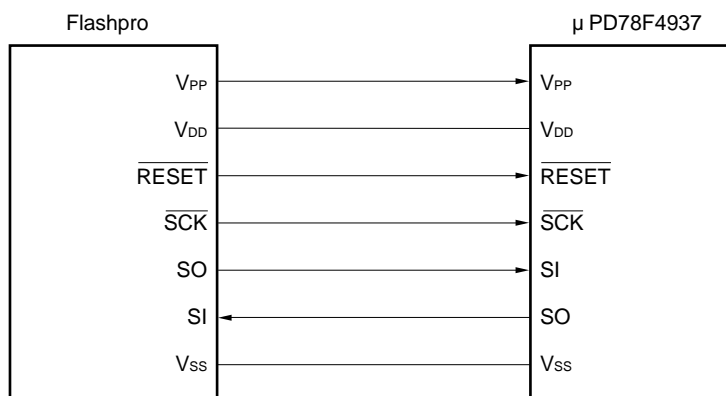 Flashpro μ PD78F4937
VPP VPP
VDD VDD
RESET RESET
SCK SCK
SO SI
SI SO
VSS VSS